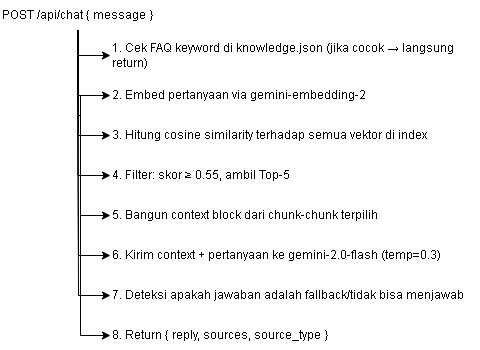 POST /api/chat { message }
1. Cek FAQ keyword di knowledge.json (jika cocok → langsung
return)
2. Embed pertanyaan via gemini-embedding-2
3. Hitung cosine similarity terhadap semua vektor di index
4. Filter: skor ≥ 0.55, ambil Top-5
5. Bangun context block dari chunk-chunk terpilih
6. Kirim context + pertanyaan ke gemini-2.0-flash (temp=0.3)
7. Deteksi apakah jawaban adalah fallback/tidak bisa menjawab
8. Return { reply, sources, source_type }